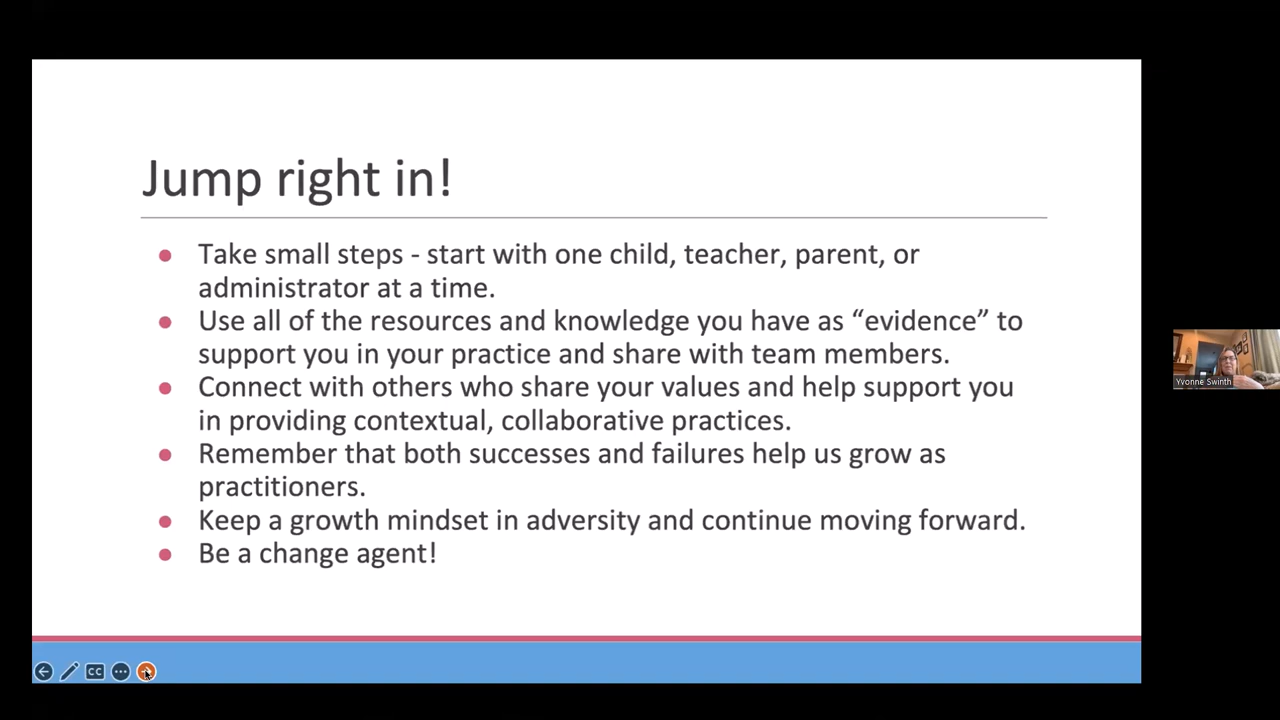 Jump right in!
● Take small steps - start with one child, teacher, parent, or
administrator at a time.
● Use all of the resources and knowledge you have as “evidence” to
support you in your practice and share with team members.
● Connect with others who share your values and help support you
in providing contextual, collaborative practices.
● Remember that both successes and failures help us grow as
practitioners.
● Keep a growth mindset in adversity and continue moving forward.
● Be a change agent!
Yvonne Swinth
CC